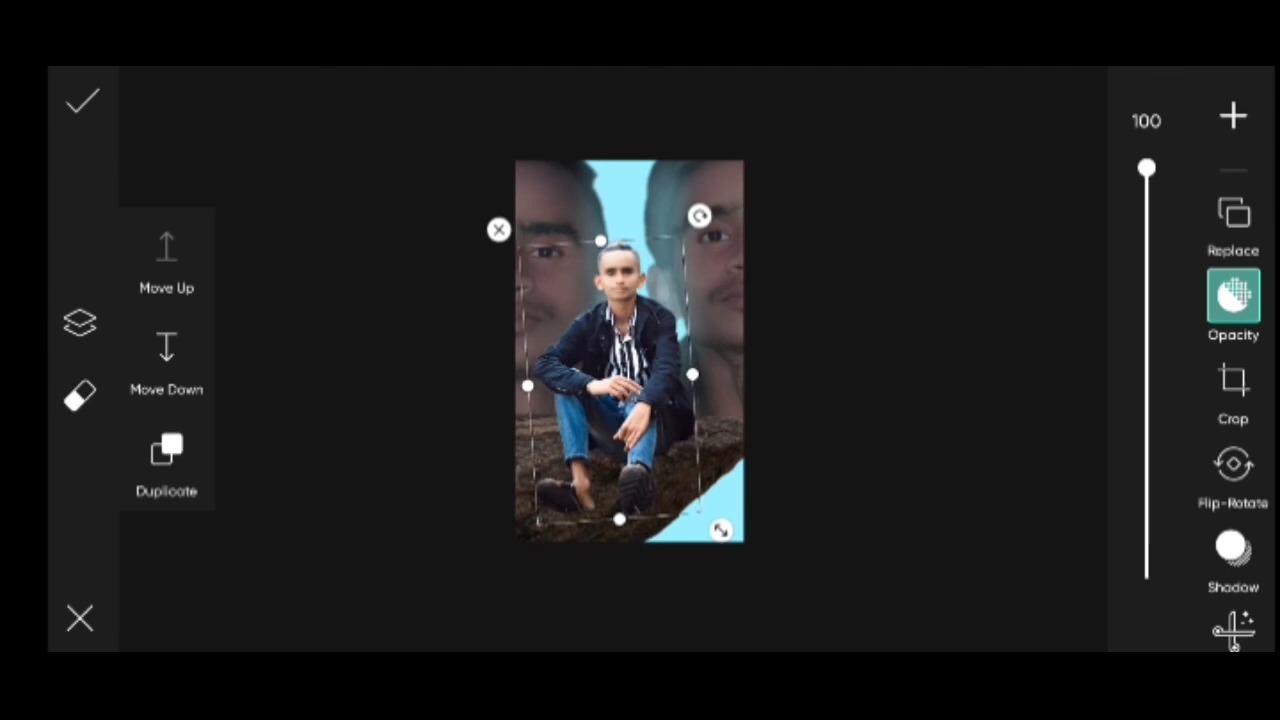 Move Up
Move Down
Duplicate
100
Replace
Opacity
Crop
Flip-Rotate
Shadow